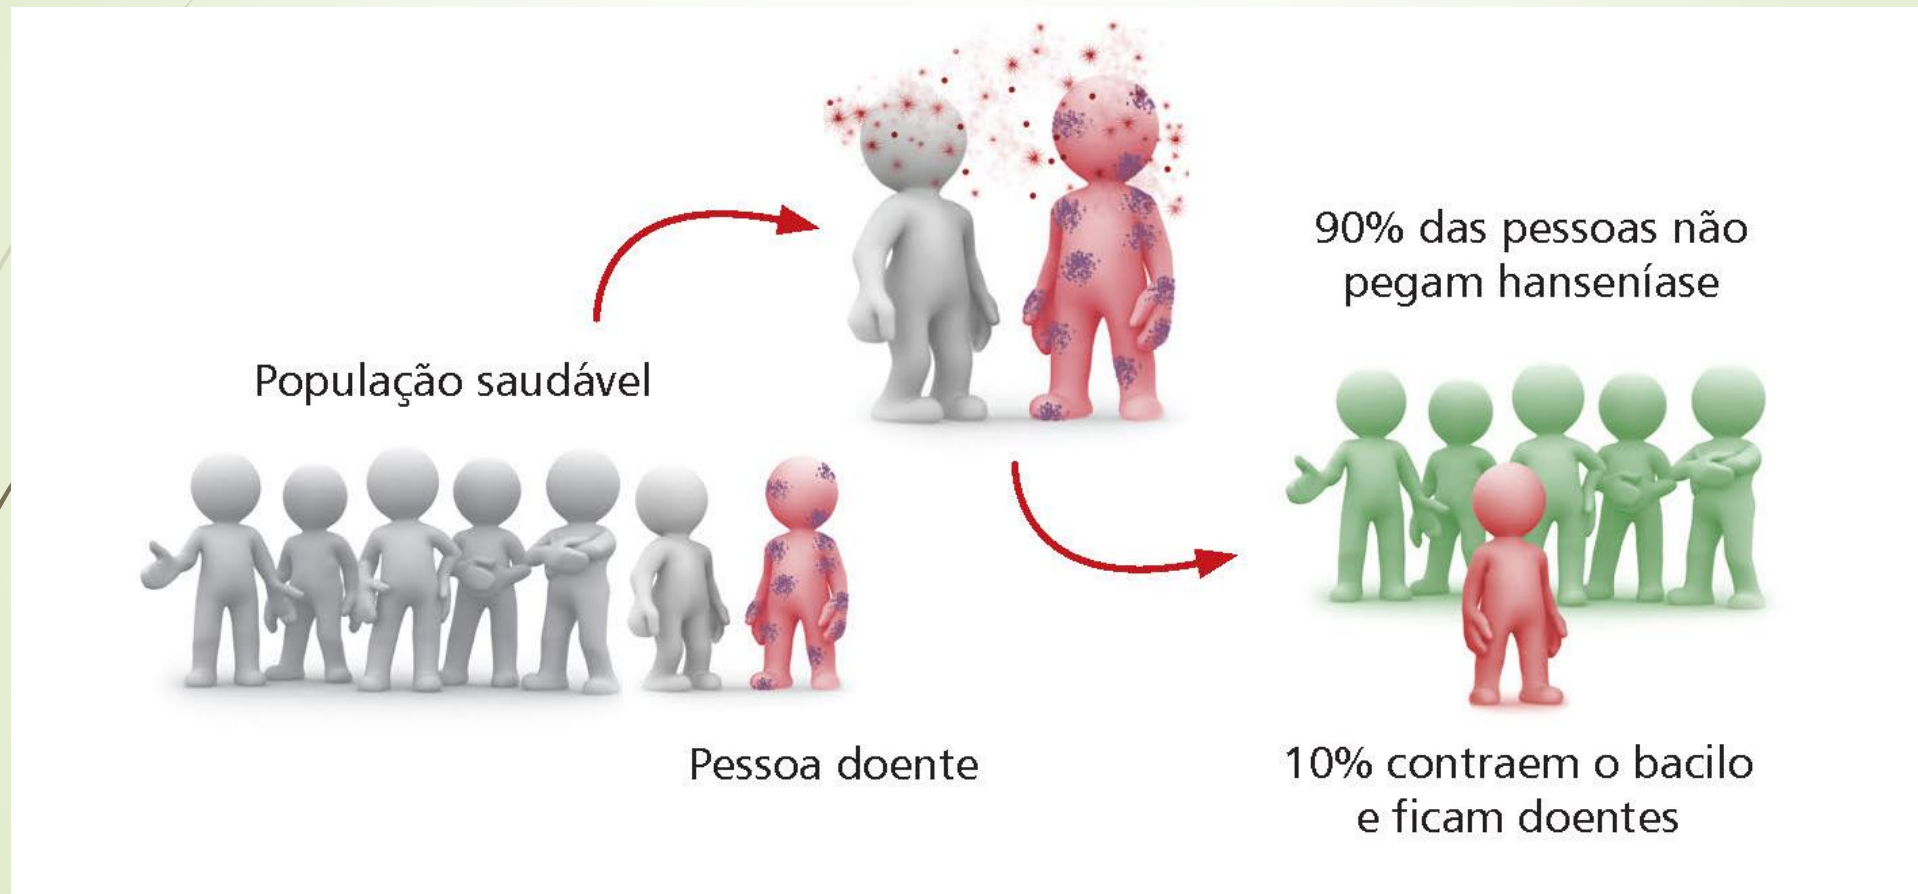 População saudável
Pessoa doente
90% das pessoas não
pegam hanseníase
10% contraem o bacilo
e ficam doentes